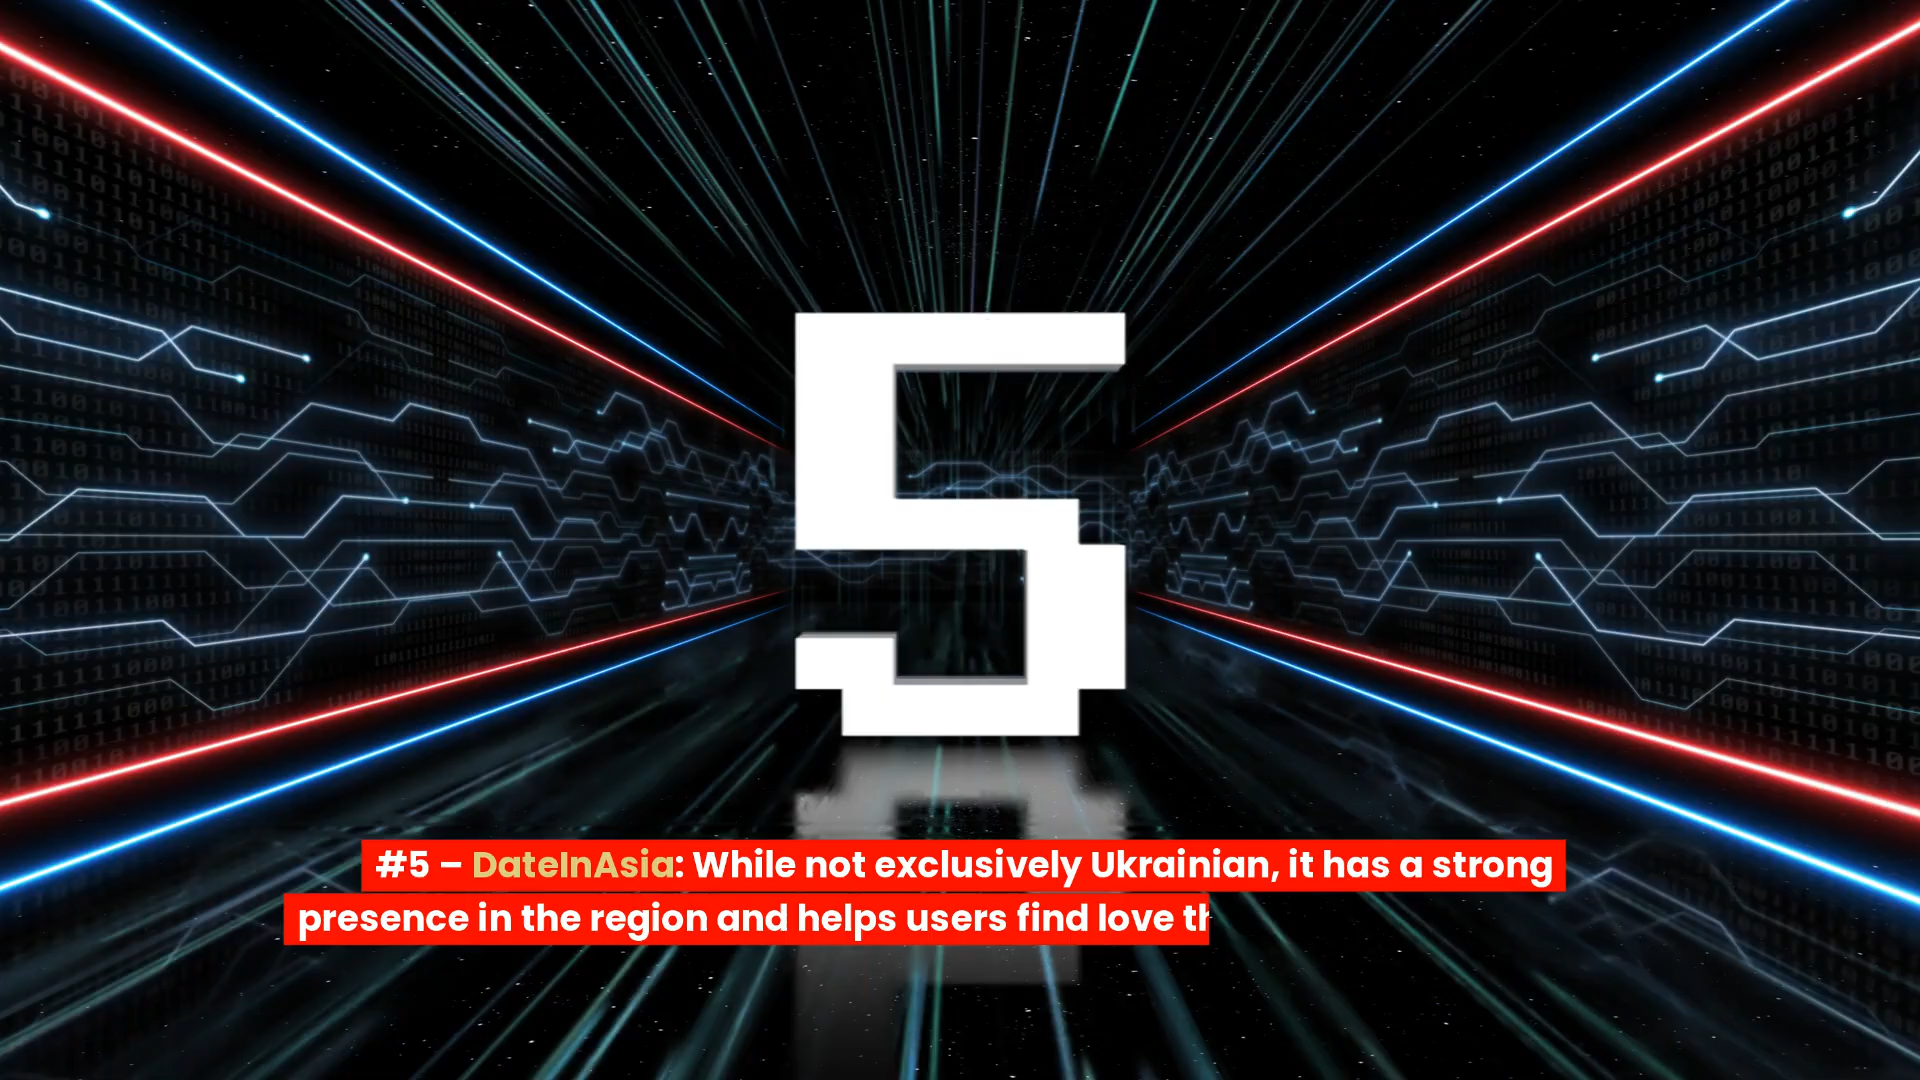 5
#5 – DateInAsia: While not exclusively Ukrainian, it has a strong
presence in the region and helps users find love